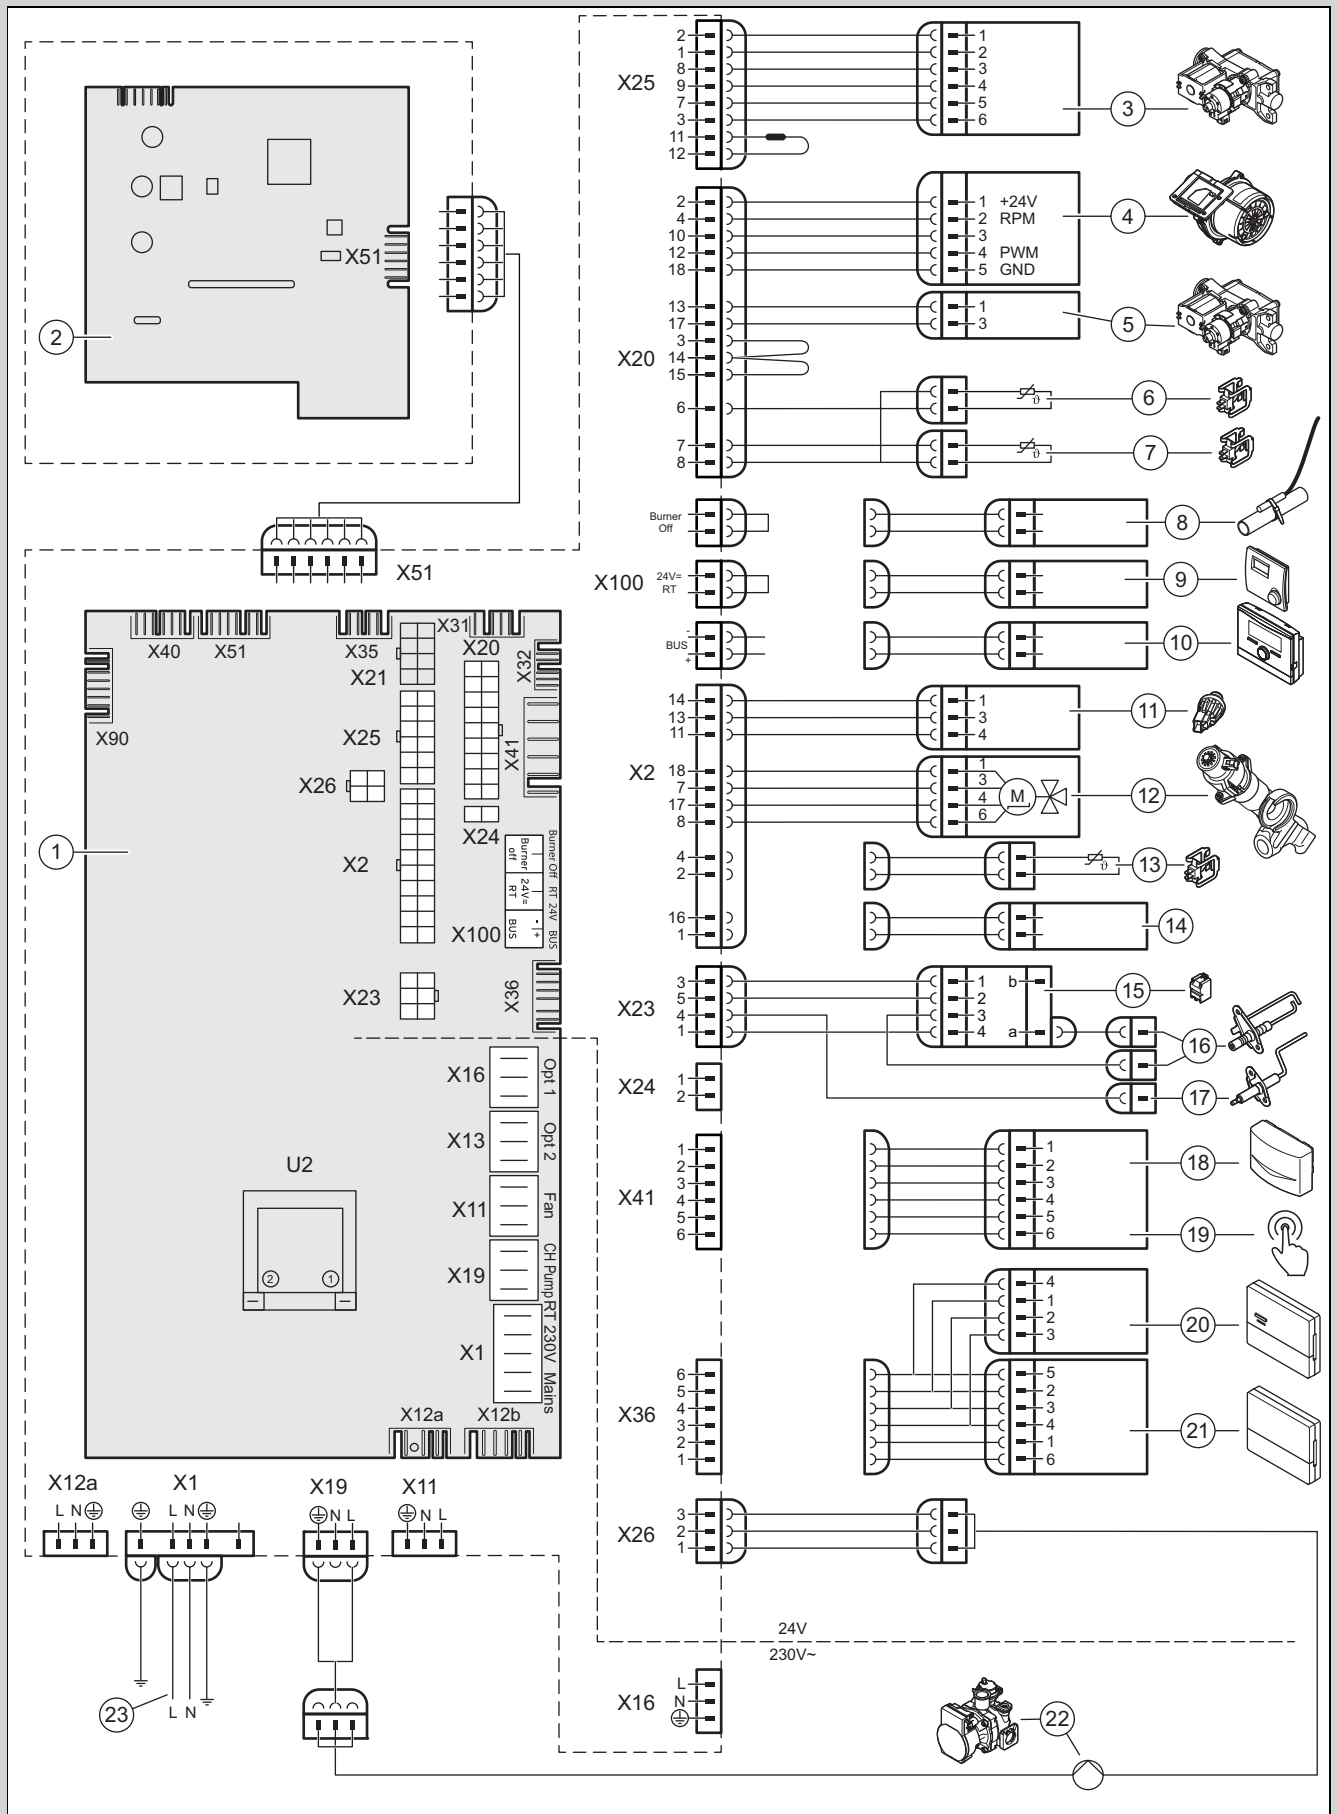 X25
2
1
8
9
7
3
11
12
1
2
3
4
5
6
3
X51
2
X20
2
4
10
12
18
13
17
3
14
15
6
7
8
1 +24V
2 RPM
3
4 PWM
5 GND
4
1
3
5
ϑ
6
ϑ
7
X51
Burner
Off
8
X100
24V=
RT
9
BUS
-
+
10
X40
X51
X35
X31
X21
X20
X32
X90
X25
X26
X41
X24
X2
X100
Burner
off
24V=
RT
BUS
- +
Burner Off RT 24V BUS
X23
X36
1
X16
Opt 1
X13
Opt 2
X11
Fan
X19
CH Pump
X1
RT 230V Mains
U2
2
1
X12a
X12b
X2
14
13
11
18
7
17
8
4
2
16
1
1
3
4
11
1
3
4
6
M
12
ϑ
13
14
X23
3
5
4
1
1
2
3
4
b
a
15
16
17
X24
1
2
X41
1
2
3
4
5
6
1
2
3
4
5
6
18
19
4
1
2
3
20
X36
6
5
4
3
2
1
5
2
3
4
1
6
21
X26
3
2
1
X12a
L N
X1
L N
X19
N L
X11
N L
23
L N
24V
230V~
X16
L
N
22